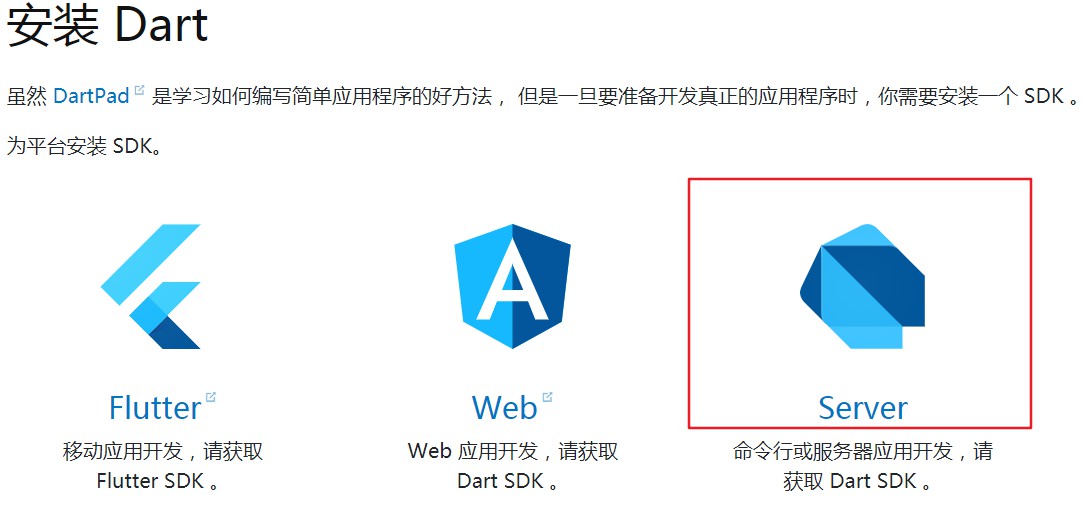 安装 Dart
虽然 DartPad 是学习如何编写简单应用程序的好方法，但是一旦要准备开发真正的应用程序时，你需要安装一个 SDK 。
为平台安装 SDK。
A
Flutter
Web
Server
移动应用开发，请获取
Flutter SDK 。
Web 应用开发，请获取
Dart SDK 。
命令行或服务器应用开发，请
获取 Dart SDK 。